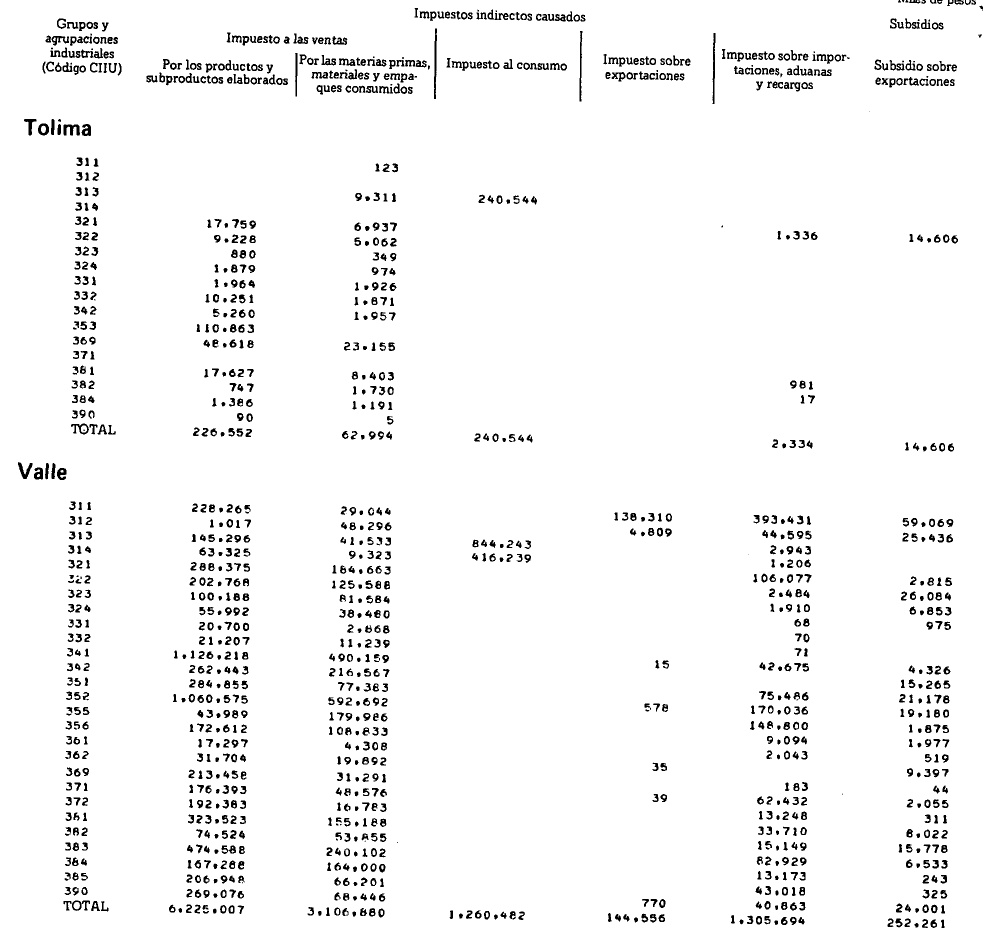 Miles de pesos
Impuestos indirectos causados
Subsidios
Grupos y agrupaciones industriales (Código CIIU)
Impuesto a las ventas
Por los productos y subproductos elaborados
Por las materias primas, materiales y empaques consumidos
Impuesto al consumo
Impuesto sobre exportaciones
Impuesto sobre importaciones, aduanas y recargos
Subsidio sobre exportaciones
Tolima
311 123
312
313 9.311 240.544
314
321 17.759 6.937 1.336 14.606
322 9.228 5.062
323 880 349
324 1.879 974
331 1.964 1.926
332 10.251 1.871
342 5.260 1.957
353 110.863
369 48.618 23.155
371
381 17.627 8.403 981
382 747 1.730 17
384 1.386 1.191
390 90 5
TOTAL 226.552 62.994 240.544 2.334 14.606
Valle
311 228.265 29.044 138.310 393.431 59.069
312 1.017 48.296 4.809 44.595 25.436
313 145.296 41.533 844.243 2.943
314 63.325 9.323 416.239 1.206
321 288.375 184.663 106.077 2.815
322 202.768 125.588 2.484 26.084
323 100.188 81.584 1.910 6.853
324 55.992 38.480 68 975
331 20.700 2.868 70
332 21.207 11.239 71
341 1.126.218 490.159 15 42.675 4.326
342 262.443 216.567 15.265
351 284.855 77.383 75.486 21.178
352 1.060.575 592.692 578 170.036 19.180
355 43.989 179.986 148.800 1.875
356 172.612 108.833 9.094 1.977
361 17.297 4.308 2.043 519
362 31.704 19.892 35 9.397
369 213.458 31.291 183 44
371 176.393 48.576 39 62.432 2.055
372 192.383 16.783 13.248 311
381 323.523 155.188 33.710 8.022
382 74.524 53.855 15.149 15.778
383 474.588 240.102 82.929 6.533
384 167.288 164.000 13.173 243
385 206.948 66.201 43.018 325
390 269.076 68.446 770 40.863 24.001
TOTAL 6.225.007 3.106.880 1.260.482 144.556 1.305.694 252.261